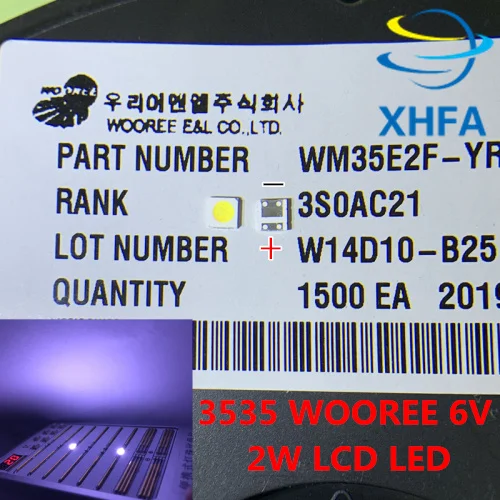 WOOREE
XHFA
우리이앤엘주식회사
WOOREE E&L CO.,LTD.
PART NUMBER WM35E2F-YR
RANK 3S0AC21
LOT NUMBER W14D10-B25
QUANTITY 1500 EA 2019
3535 WOOREE 6V
2W LCD LED